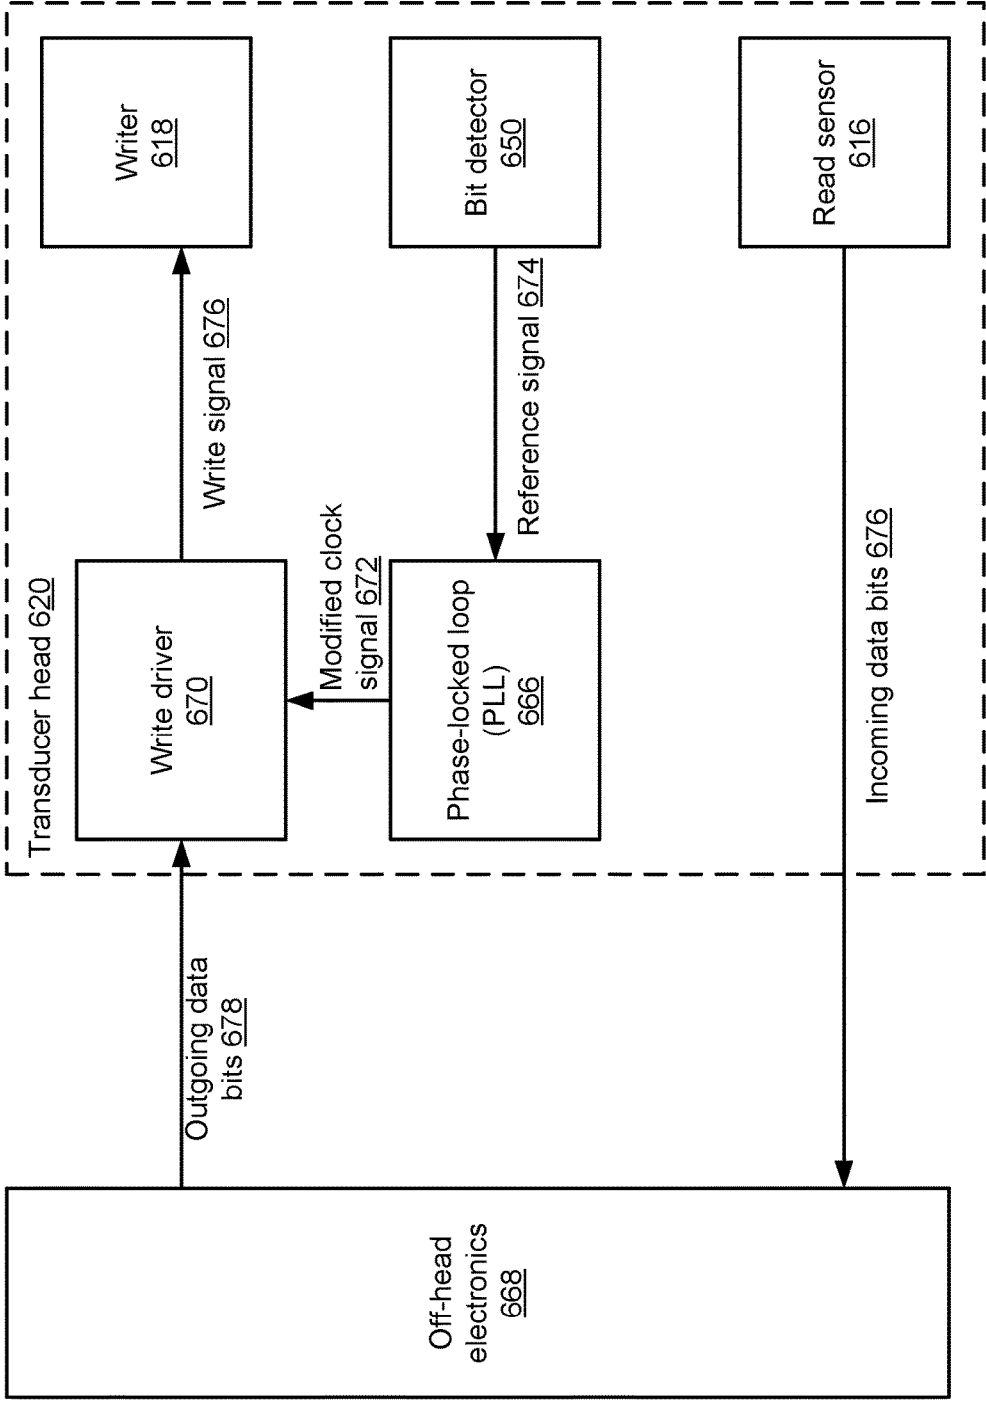 Transducer head 620
Off-head
electronics
668
Outgoing data
bits 678
Write driver
670
Write signal 676
Writer
618
Modified clock
signal 672
Phase-locked loop
(PLL)
666
Reference signal 674
Bit detector
650
Incoming data bits 676
Read sensor
616